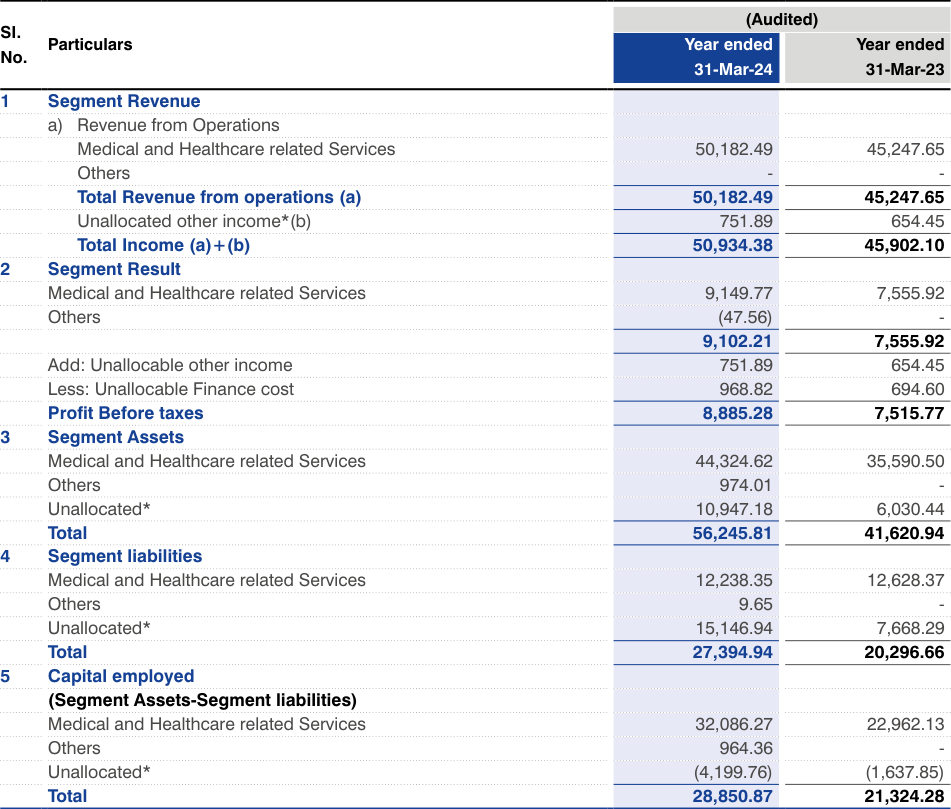 (Audited)
Sl. No. Particulars Year ended 31-Mar-24 Year ended 31-Mar-23
1 Segment Revenue
a) Revenue from Operations
Medical and Healthcare related Services 50,182.49 45,247.65
Others - -
Total Revenue from operations (a) 50,182.49 45,247.65
Unallocated other income*(b) 751.89 654.45
Total Income (a)+(b) 50,934.38 45,902.10
2 Segment Result
Medical and Healthcare related Services 9,149.77 7,555.92
Others (47.56) -
9,102.21 7,555.92
Add: Unallocable other income 751.89 654.45
Less: Unallocable Finance cost 968.82 694.60
Profit Before taxes 8,885.28 7,515.77
3 Segment Assets
Medical and Healthcare related Services 44,324.62 35,590.50
Others 974.01 -
Unallocated* 10,947.18 6,030.44
Total 56,245.81 41,620.94
4 Segment liabilities
Medical and Healthcare related Services 12,238.35 12,628.37
Others 9.65 -
Unallocated* 15,146.94 7,668.29
Total 27,394.94 20,296.66
5 Capital employed
(Segment Assets-Segment liabilities)
Medical and Healthcare related Services 32,086.27 22,962.13
Others 964.36 -
Unallocated* (4,199.76) (1,637.85)
Total 28,850.87 21,324.28